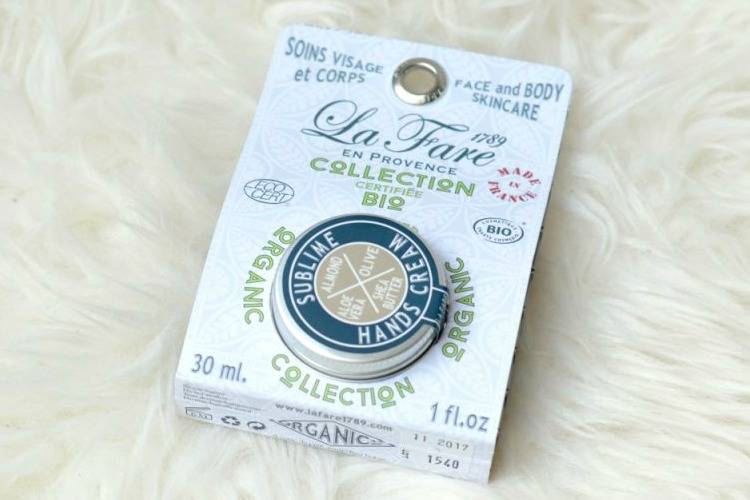 SOINS VISAGE
et CORPS
FACE and BODY
SKINCARE
La Fare 1789
EN PROVENCE
COLLECTION
CERTIFIÉE
BIO
MADE
IN
FRANCE
ECO
CERT
BIO
ORGANIC
SUBLIME
HANDS CREAM
ALMOND
OLIVE
ALOE
VERA
SHEA
BUTTER
ORGANIC
COLLECTION
30 ml.
1 fl.oz
www.lafare1789.com
ORGANIC
11 2017
1540